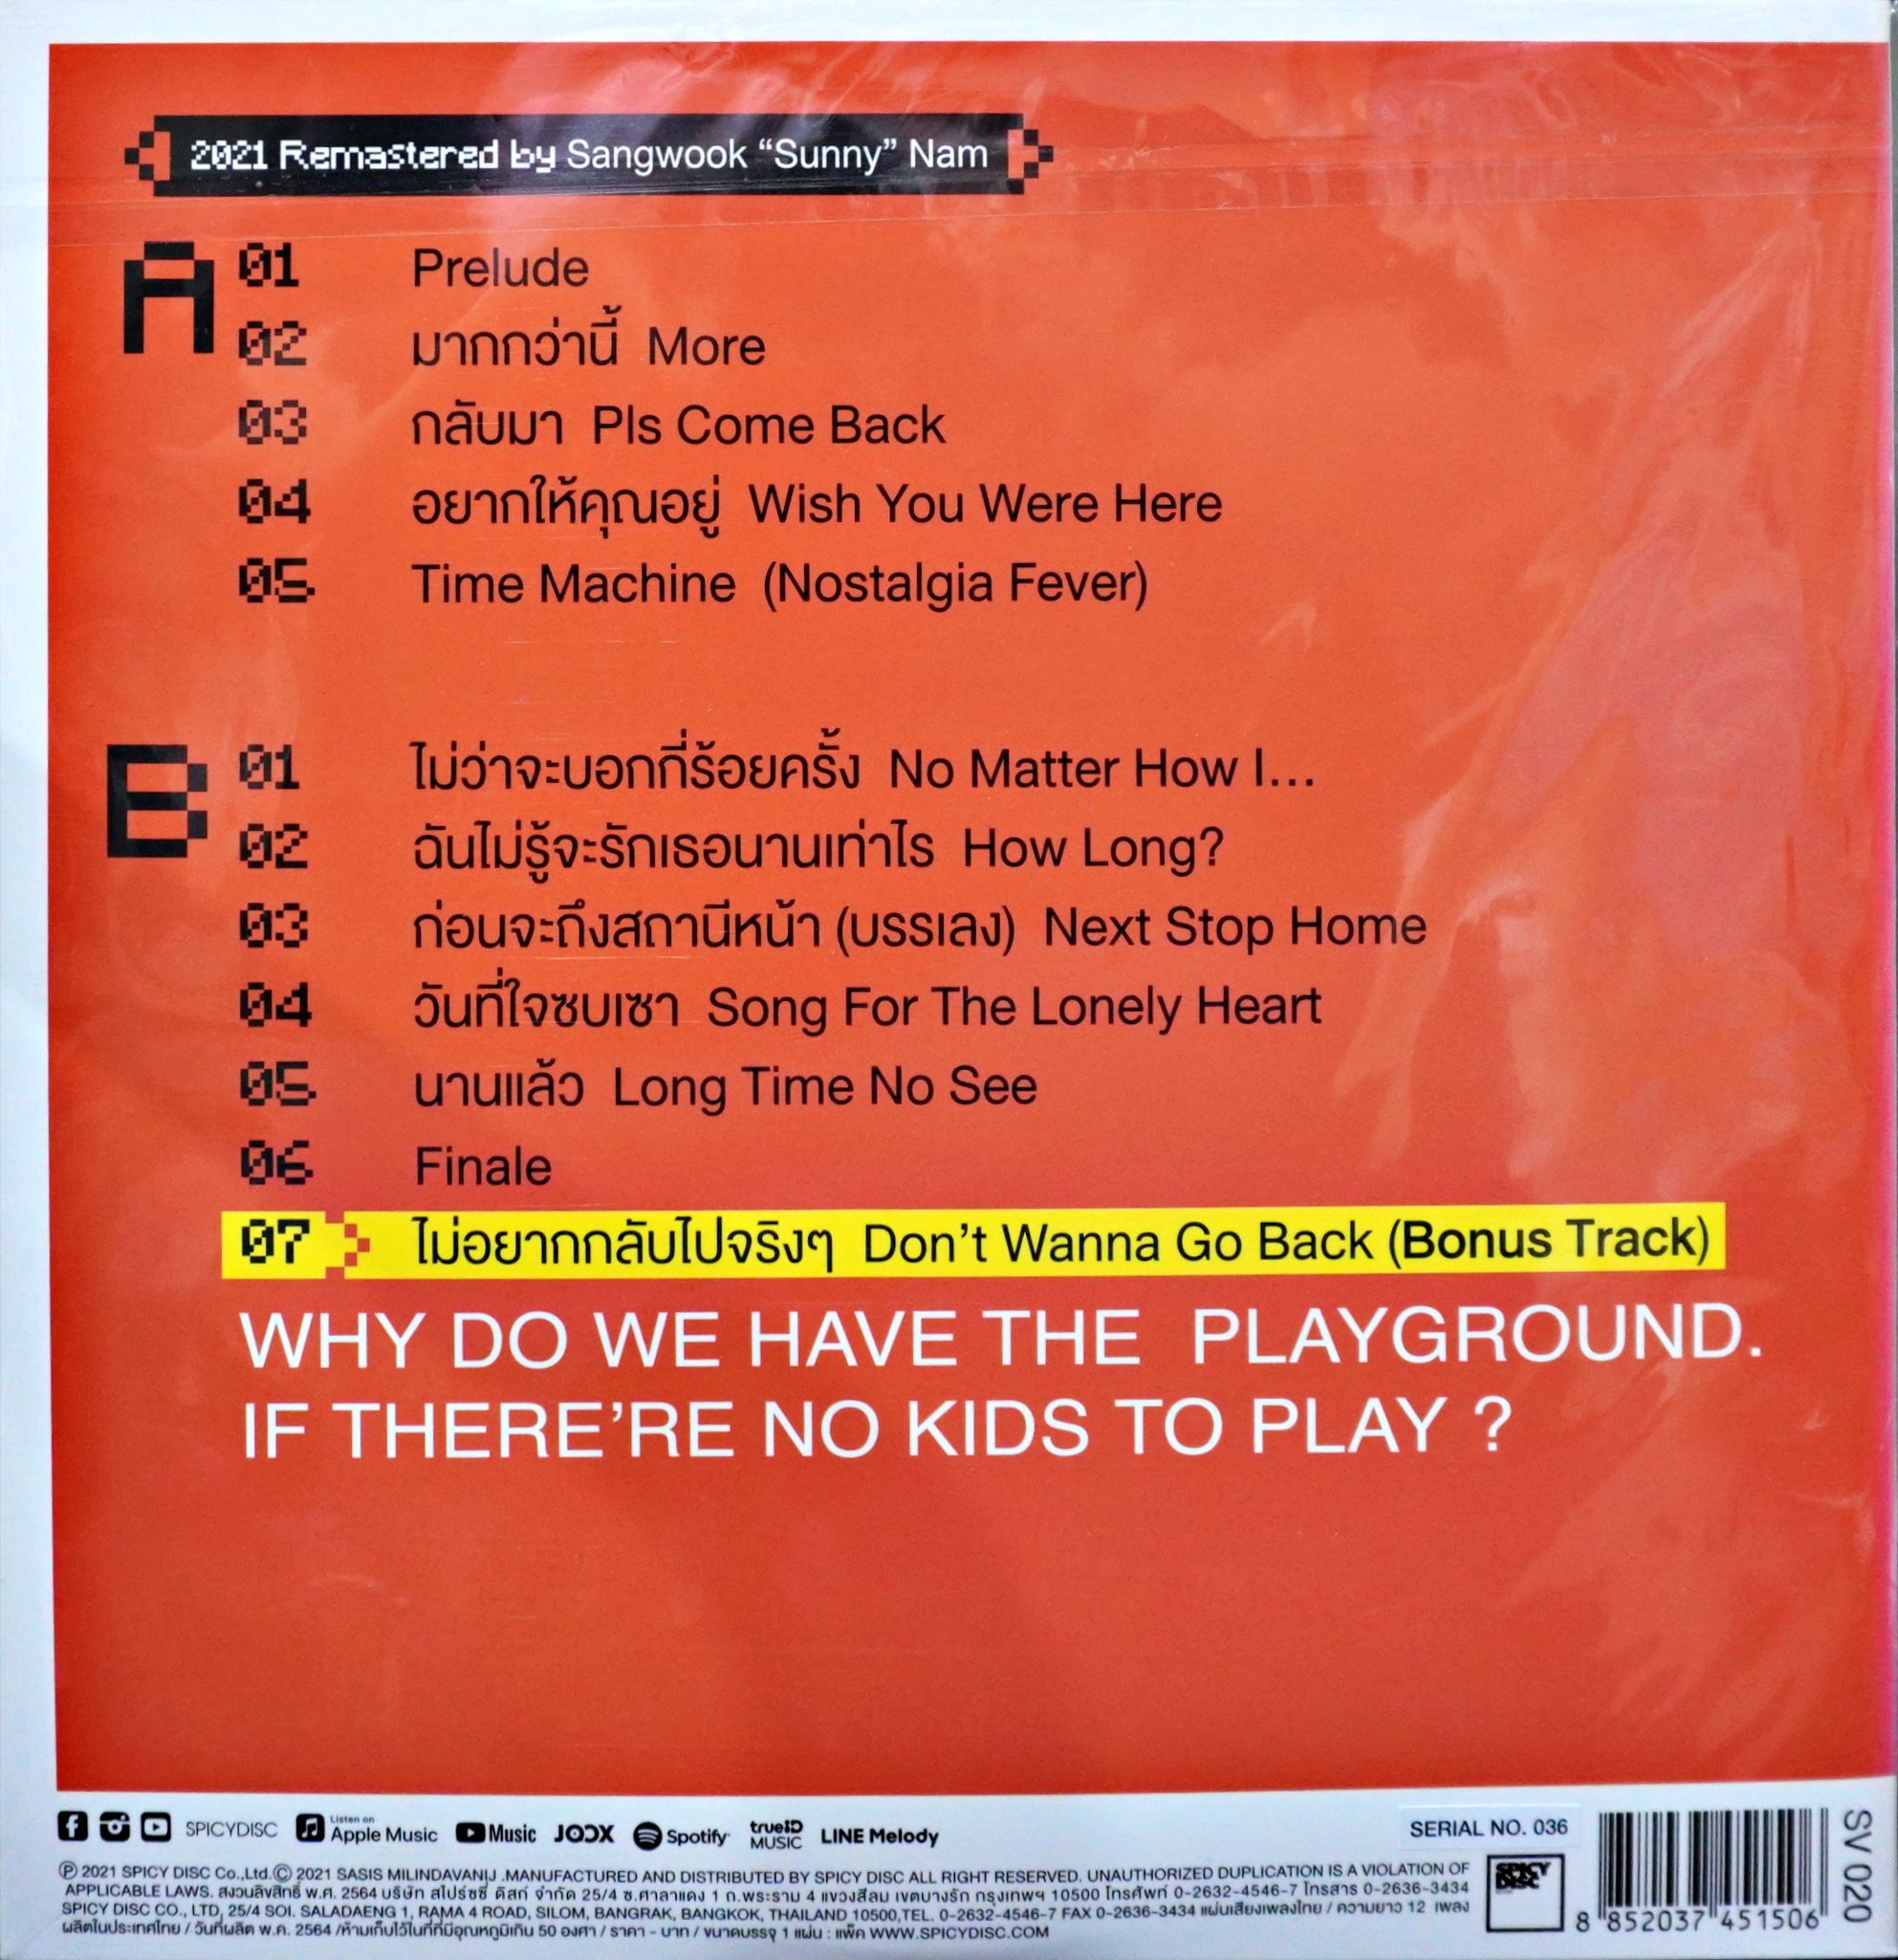 2021 Remastered by Sangwook “Sunny” Nam
A
01 Prelude
02 มากกว่านี้ More
03 กลับมา Pls Come Back
04 อยากให้คุณอยู่ Wish You Were Here
05 Time Machine (Nostalgia Fever)
B
01 ไม่ว่าจะบอกกี่ร้อยครั้ง No Matter How I...
02 ฉันไม่รู้จะรักเธอนานเท่าไร How Long?
03 ก่อนจะถึงสถานีหน้า (บรรเลง) Next Stop Home
04 วันที่ใจซบเซา Song For The Lonely Heart
05 นานแล้ว Long Time No See
06 Finale
07 ไม่อยากกลับไปจริงๆ Don’t Wanna Go Back (Bonus Track)
WHY DO WE HAVE THE PLAYGROUND.
IF THERE’RE NO KIDS TO PLAY ?
SPICYDISC Listen on Apple Music Music JOOX Spotify trueID MUSIC LINE Melody
SERIAL NO. 036
℗ 2021 SPICY DISC Co.,Ltd.© 2021 SASIS MILINDAVANIJ .MANUFACTURED AND DISTRIBUTED BY SPICY DISC ALL RIGHT RESERVED. UNAUTHORIZED DUPLICATION IS A VIOLATION OF
APPLICABLE LAWS. สงวนลิขสิทธิ์ พ.ศ. 2564 บริษัท สไปร์ซซี่ ดิสก์ จำกัด 25/4 ซ.ศาลาแดง 1 ถ.พระราม 4 แขวงสีลม เขตบางรัก กรุงเทพฯ 10500 โทรศัพท์ 0-2632-4546-7 โทรสาร 0-2636-3434
SPICY DISC CO., LTD, 25/4 SOI. SALADAENG 1, RAMA 4 ROAD, SILOM, BANGRAK, BANGKOK, THAILAND 10500,TEL. 0-2632-4546-7 FAX 0-2636-3434 แผ่นเสียงเพลงไทย / ความยาว 12 เพลง
ผลิตในประเทศไทย / วันที่ผลิต พ.ค. 2564 /ห้ามเก็บไว้ในที่ที่มีอุณหภูมิเกิน 50 องศา / ราคา - บาท / ขนาดบรรจุ 1 แผ่น : แพ็ค WWW.SPICYDISC.COM
SPICY DISC
8 852037 451506
SV 020